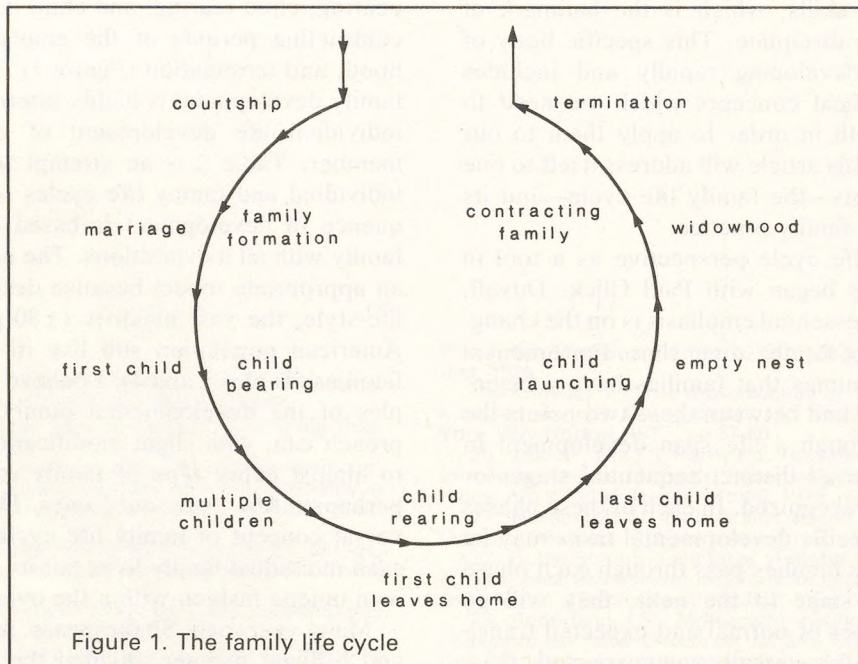 courtship
termination
marriage
family
formation
contracting
family
widowhood
first child
child
bearing
child
launching
empty nest
multiple
children
child
rearing
last child
leaves home
first child
leaves home
Figure 1. The family life cycle